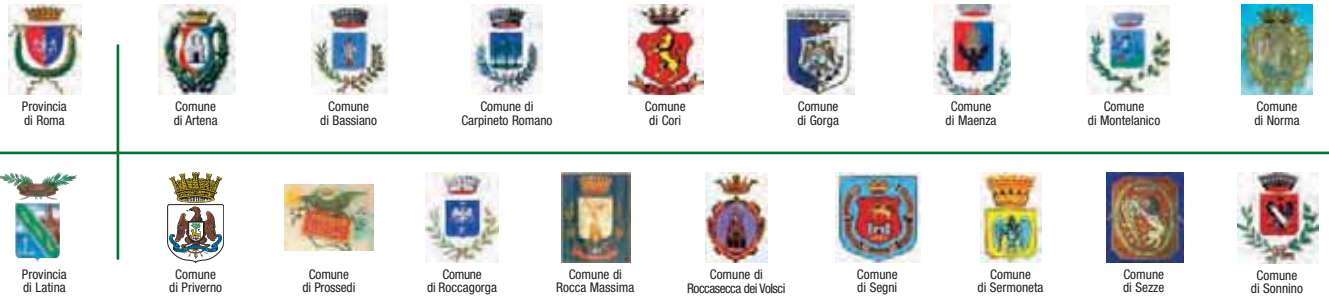 Provincia
di Roma
Comune
di Artena
Comune
di Bassiano
Comune di
Carpineto Romano
Comune
di Cori
Comune
di Gorga
Comune
di Maenza
Comune
di Montelanico
Comune
di Norma
Provincia
di Latina
Comune
di Priverno
Comune
di Prossedi
Comune
di Roccagorga
Comune di
Rocca Massima
Comune di
Roccasecca dei Volsci
Comune
di Segni
Comune
di Sermoneta
Comune
di Sezze
Comune
di Sonnino